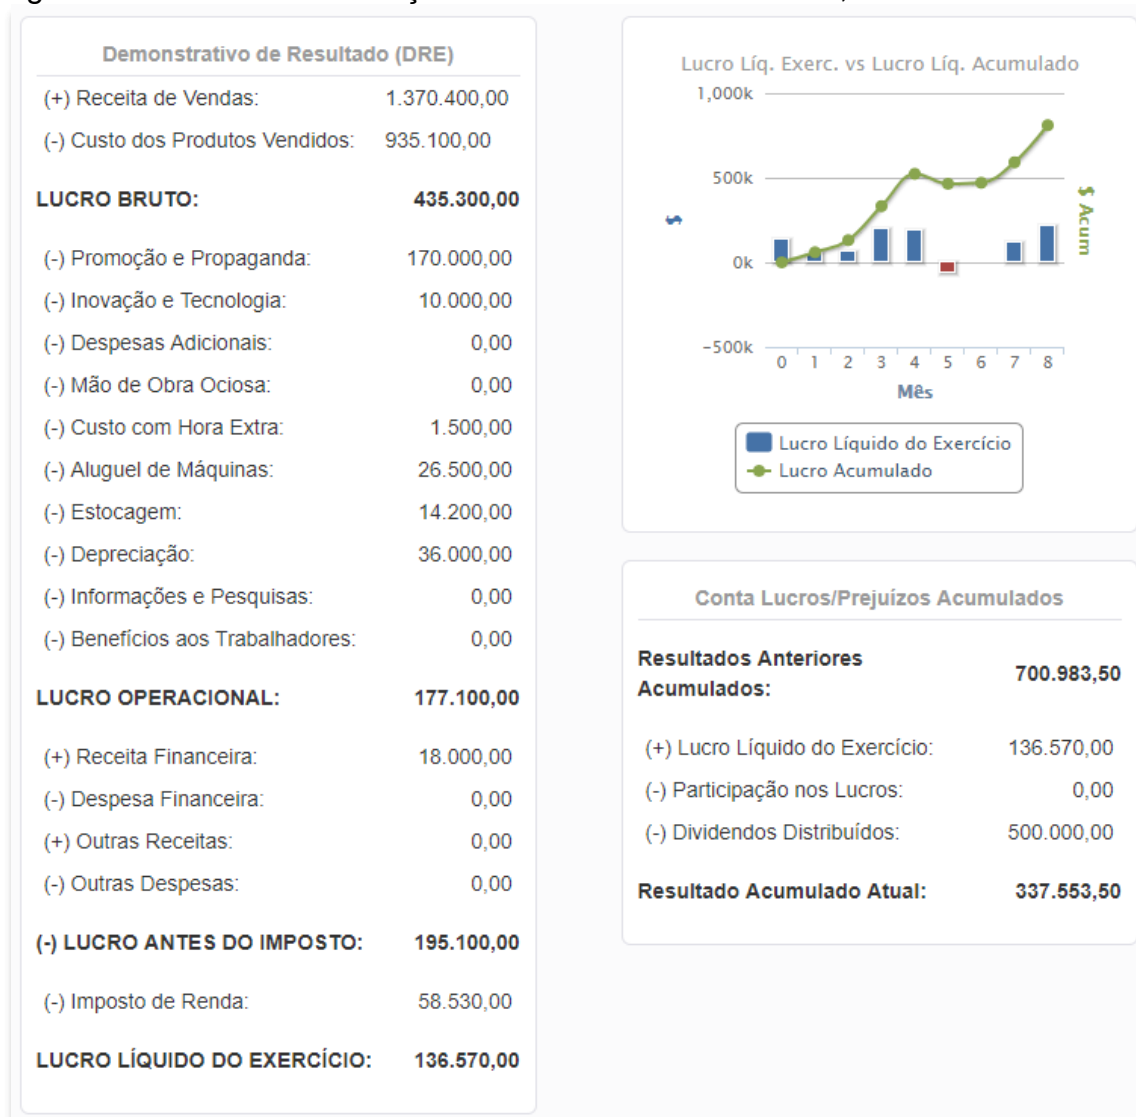 Demonstrativo de Resultado (DRE)
(+) Receita de Vendas: 1.370.400,00
(-) Custo dos Produtos Vendidos: 935.100,00
LUCRO BRUTO: 435.300,00
(-) Promoção e Propaganda: 170.000,00
(-) Inovação e Tecnologia: 10.000,00
(-) Despesas Adicionais: 0,00
(-) Mão de Obra Ociosa: 0,00
(-) Custo com Hora Extra: 1.500,00
(-) Aluguel de Máquinas: 26.500,00
(-) Estocagem: 14.200,00
(-) Depreciação: 36.000,00
(-) Informações e Pesquisas: 0,00
(-) Benefícios aos Trabalhadores: 0,00
LUCRO OPERACIONAL: 177.100,00
(+) Receita Financeira: 18.000,00
(-) Despesa Financeira: 0,00
(+) Outras Receitas: 0,00
(-) Outras Despesas: 0,00
(-) LUCRO ANTES DO IMPOSTO: 195.100,00
(-) Imposto de Renda: 58.530,00
LUCRO LÍQUIDO DO EXERCÍCIO: 136.570,00
Lucro Líq. Exerc. vs Lucro Líq. Acumulado
1,000k
500k
0k
-500k
$
$ Acum
0 1 2 3 4 5 6 7 8
Mês
Lucro Líquido do Exercício
Lucro Acumulado
Conta Lucros/Prejuízos Acumulados
Resultados Anteriores
Acumulados: 700.983,50
(+) Lucro Líquido do Exercício: 136.570,00
(-) Participação nos Lucros: 0,00
(-) Dividendos Distribuídos: 500.000,00
Resultado Acumulado Atual: 337.553,50